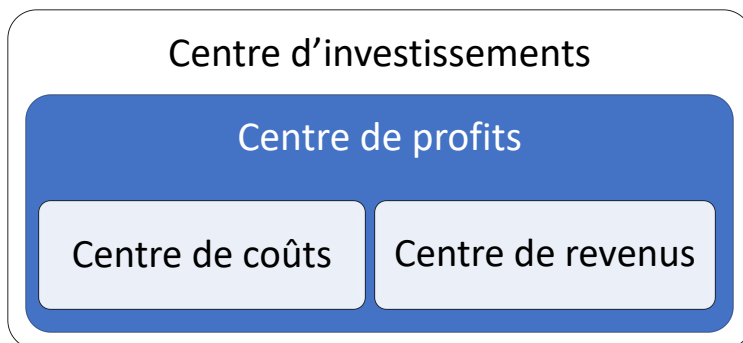 Centre d’investissements
Centre de profits
Centre de coûts
Centre de revenus